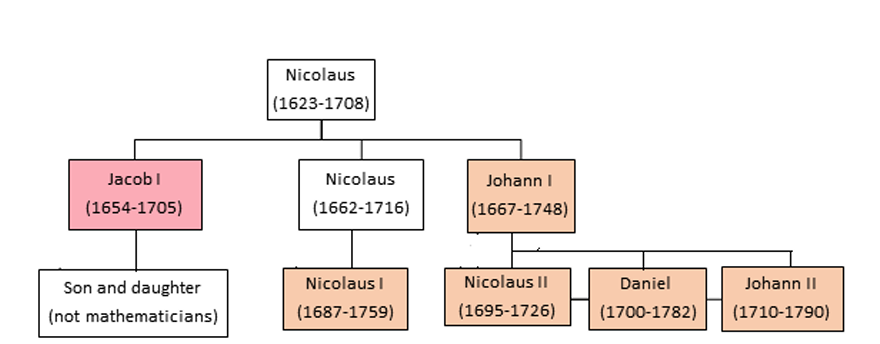 Nicolaus
(1623-1708)
Jacob I
(1654-1705)
Nicolaus
(1662-1716)
Johann I
(1667-1748)
Son and daughter
(not mathematicians)
Nicolaus I
(1687-1759)
Nicolaus II
(1695-1726)
Daniel
(1700-1782)
Johann II
(1710-1790)